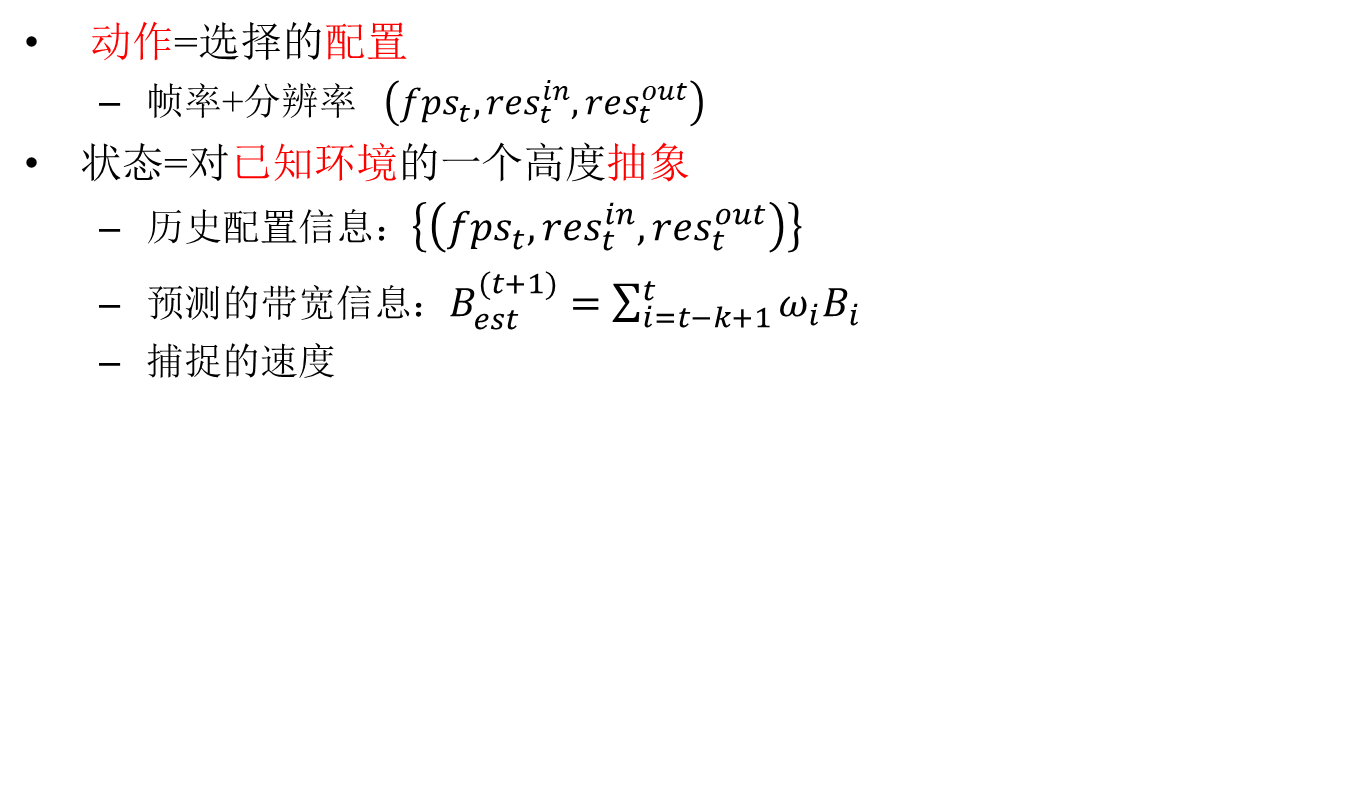 • 动作=选择的配置
– 帧率+分辨率 (fps_t, res_t^{in}, res_t^{out})
• 状态=对已知环境的一个高度抽象
– 历史配置信息：{(fps_t, res_t^{in}, res_t^{out})}
– 预测的带宽信息：B_{est}^{(t+1)} = ∑_{i=t−k+1}^{t} ω_i B_i
– 捕捉的速度